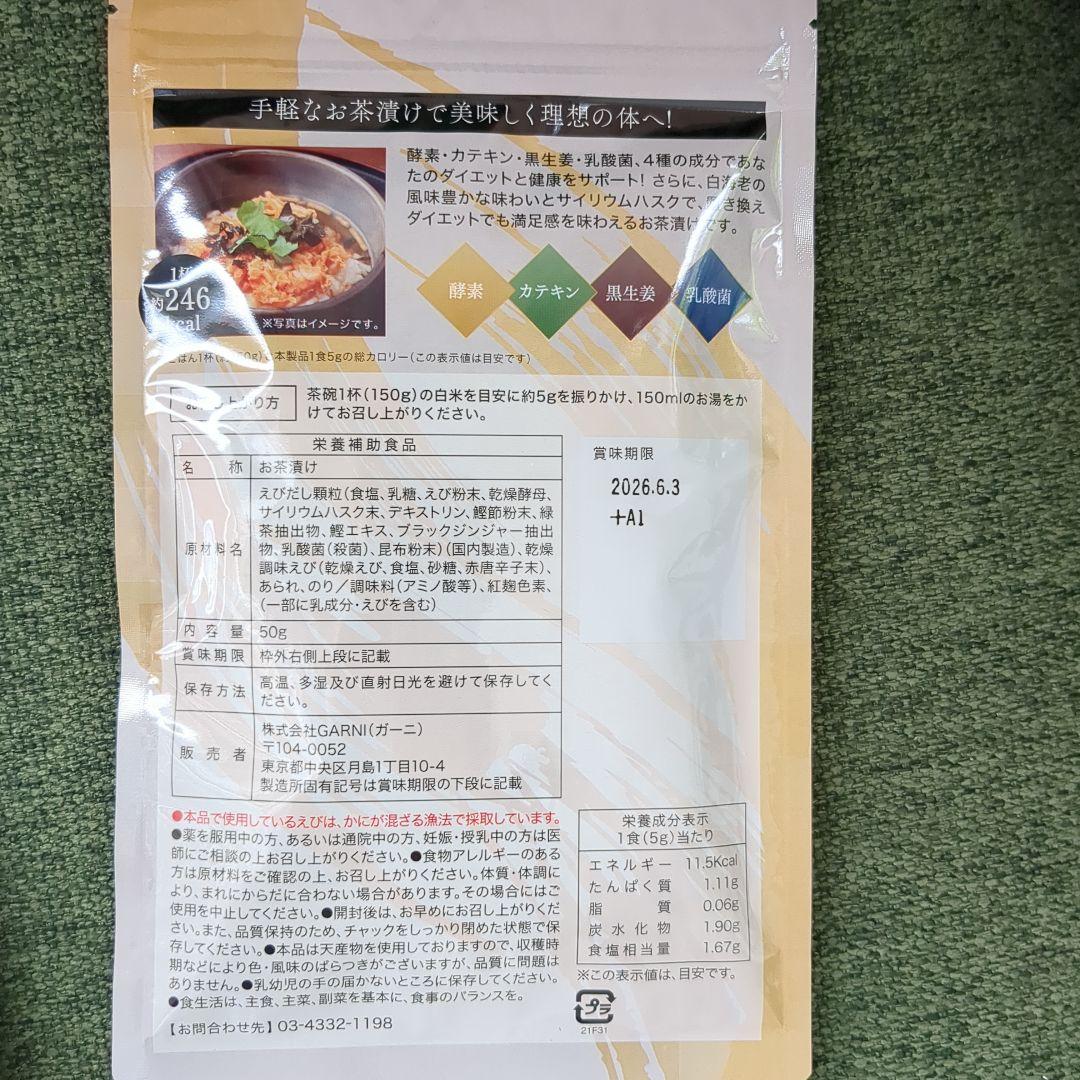 手軽なお茶漬けで美味しく理想の体へ!
酵素・カテキン・黒生姜・乳酸菌、4種の成分であな
たのダイエットと健康をサポート! さらに、白海老の
風味豊かな味わいとサイリウムハスクで、置き換え
ダイエットでも満足感を味わえるお茶漬けです。
1杯
約246
kcal
※写真はイメージです。
酵素
カテキン
黒生姜
乳酸菌
ごはん1杯 本製品1食5gの総カロリー(この表示値は目安です)
お召し上がり方
茶碗1杯(150g)の白米を目安に約5gを振りかけ、150mlのお湯をか
けてお召し上がりください。
栄養補助食品
名称 お茶漬け
原材料名
えびだし顆粒(食塩、乳糖、えび粉末、乾燥酵母、
サイリウムハスク末、デキストリン、鰹節粉末、緑
茶抽出物、鰹エキス、ブラックジンジャー抽出
物、乳酸菌(殺菌)、昆布粉末)(国内製造)、乾燥
調味えび(乾燥えび、食塩、砂糖、赤唐辛子末)、
あられ、のり/調味料(アミノ酸等)、紅麹色素、
(一部に乳成分・えびを含む)
内容量 50g
賞味期限 枠外右側上段に記載
保存方法
高温、多湿及び直射日光を避けて保存してく
ださい。
販売者
株式会社GARNI(ガーニ)
〒104-0052
東京都中央区月島1丁目10-4
製造所固有記号は賞味期限の下段に記載
賞味期限
2026.6.3
+A1
●本品で使用しているえびは、かにが混ざる漁法で採取しています。
●薬を服用中の方、あるいは通院中の方、妊娠・授乳中の方は医
師にご相談の上お召し上がりください。●食物アレルギーのある
方は原材料をご確認の上、お召し上がりください。体質・体調に
より、まれにからだに合わない場合があります。その場合にはご
使用を中止してください。●開封後は、お早めにお召し上がりくだ
さい。また、品質保持のため、チャックをしっかり閉めた状態で保
存してください。●本品は天産物を使用しておりますので、収穫時
期などにより色・風味のばらつきがございますが、品質に問題は
ありません。●乳幼児の手の届かないところに保存してください。
●食生活は、主食、主菜、副菜を基本に、食事のバランスを。
【お問合わせ先】03-4332-1198
栄養成分表示
1食(5g)当たり
エネルギー 11.5Kcal
たんぱく質 1.11g
脂質 0.06g
炭水化物 1.90g
食塩相当量 1.67g
※この表示値は、目安です。
プラ
21F31